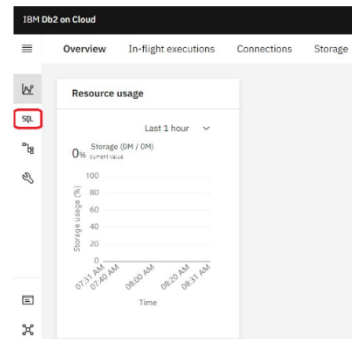 IBM Db2 on Cloud
Overview In-flight executions Connections Storage
Resource usage
SQL
Last 1 hour
Storage (0M / 0M)
0% current value
Storage usage (%)
100
80
60
40
20
0
07:31 AM 07:40 AM 08:00 AM 08:20 AM 08:31 AM
Time